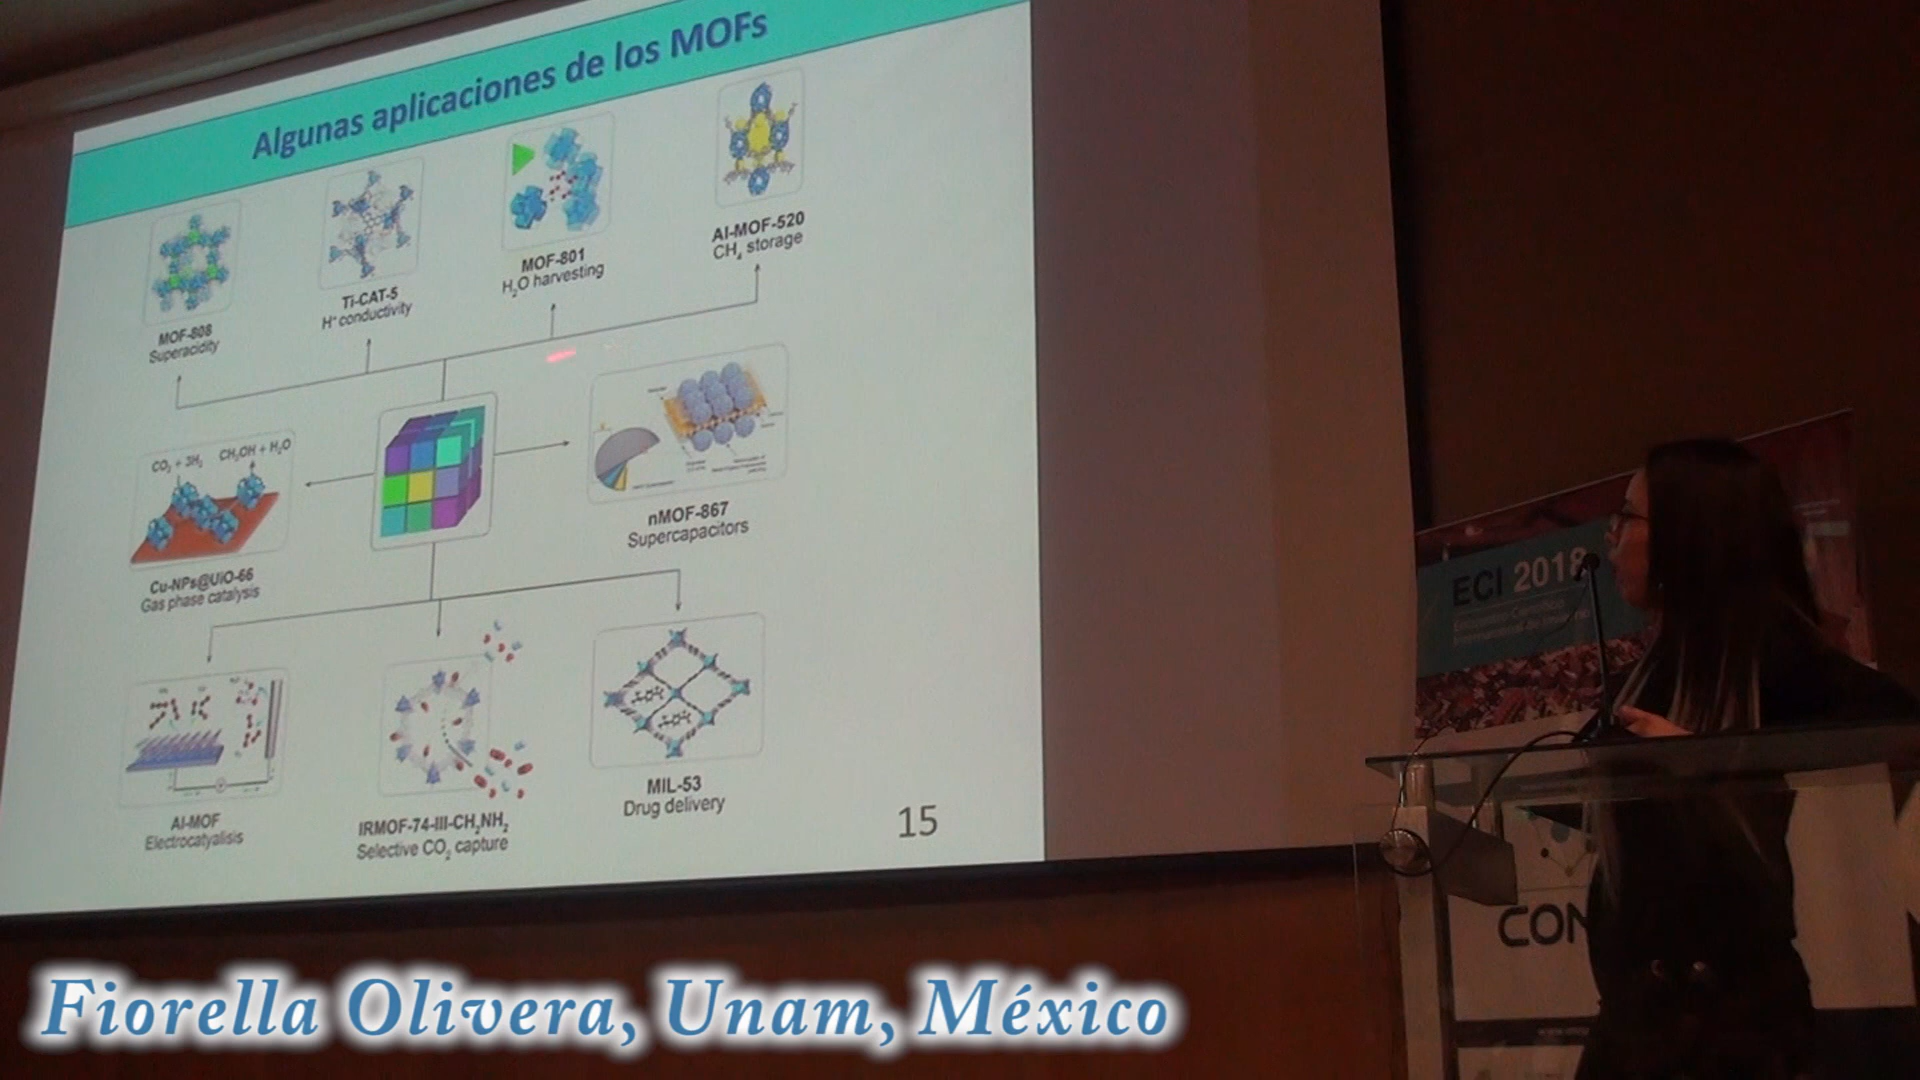 Algunas aplicaciones de los MOFs
MOF-808
Superacidity
Ti-CAT-5
H⁺ conductivity
MOF-801
H₂O harvesting
Al-MOF-520
CH₄ storage
CO₂ + 3H₂
CH₃OH + H₂O
Cu-NPs@UiO-66
Gas phase catalysis
nMOF-867
Supercapacitors
Al-MOF
Electrocatyalisis
IRMOF-74-III-CH₂NH₂
Selective CO₂ capture
MIL-53
Drug delivery
15
ECI 2018
CON
Fiorella Olivera, Unam, México